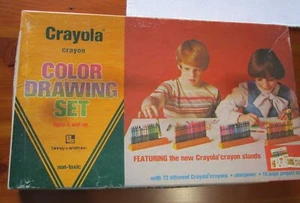 Crayola
crayon
COLOR
DRAWING
SET
binney & smith
non-toxic
FEATURING the new Crayola crayon stands
with 72 different Crayola crayons • sharpener •